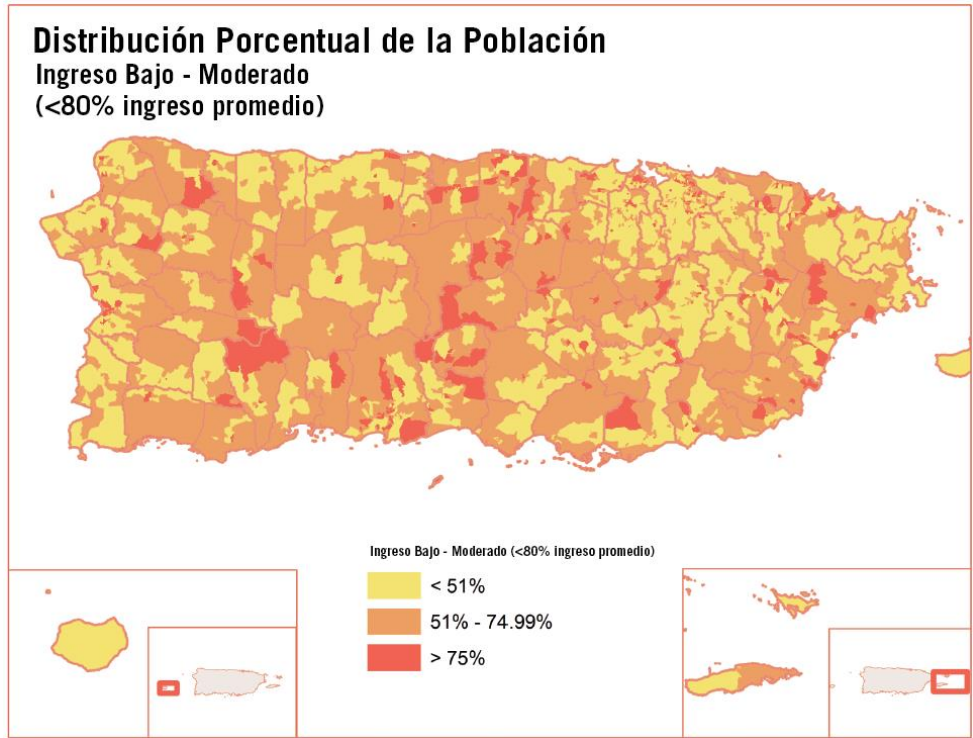 Distribución Porcentual de la Población
Ingreso Bajo - Moderado
(<80% ingreso promedio)
Ingreso Bajo - Moderado (<80% ingreso promedio)
< 51%
51% - 74.99%
> 75%